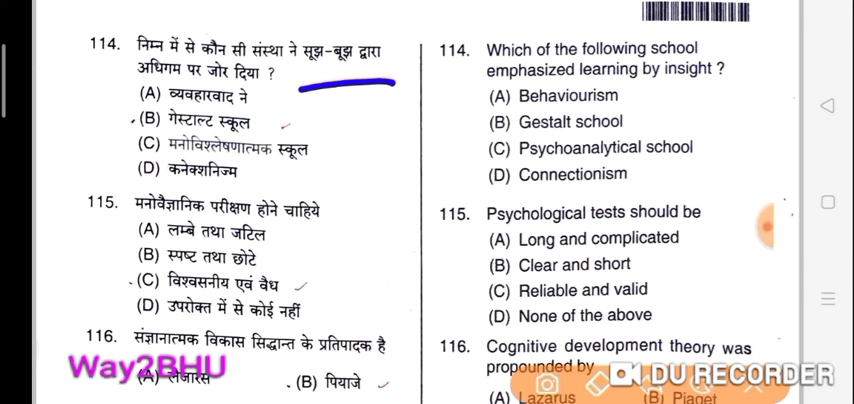 114. निम्न में से कौन सी संस्था ने सूझ-बूझ द्वारा
अधिगम पर जोर दिया ?
(A) व्यवहारवाद ने
(B) गेस्टाल्ट स्कूल
(C) मनोविश्लेषणात्मक स्कूल
(D) कनेक्शनिज्म
115. मनोवैज्ञानिक परीक्षण होने चाहिये
(A) लम्बे तथा जटिल
(B) स्पष्ट तथा छोटे
(C) विश्वसनीय एवं वैध
(D) उपरोक्त में से कोई नहीं
116. संज्ञानात्मक विकास सिद्धान्त के प्रतिपादक है
(A) लेजारस (B) पियाजे
Way2BHU
114. Which of the following school
emphasized learning by insight ?
(A) Behaviourism
(B) Gestalt school
(C) Psychoanalytical school
(D) Connectionism
115. Psychological tests should be
(A) Long and complicated
(B) Clear and short
(C) Reliable and valid
(D) None of the above
116. Cognitive development theory was
propounded by
(A) Lazarus (B) Piaget
DU RECORDER